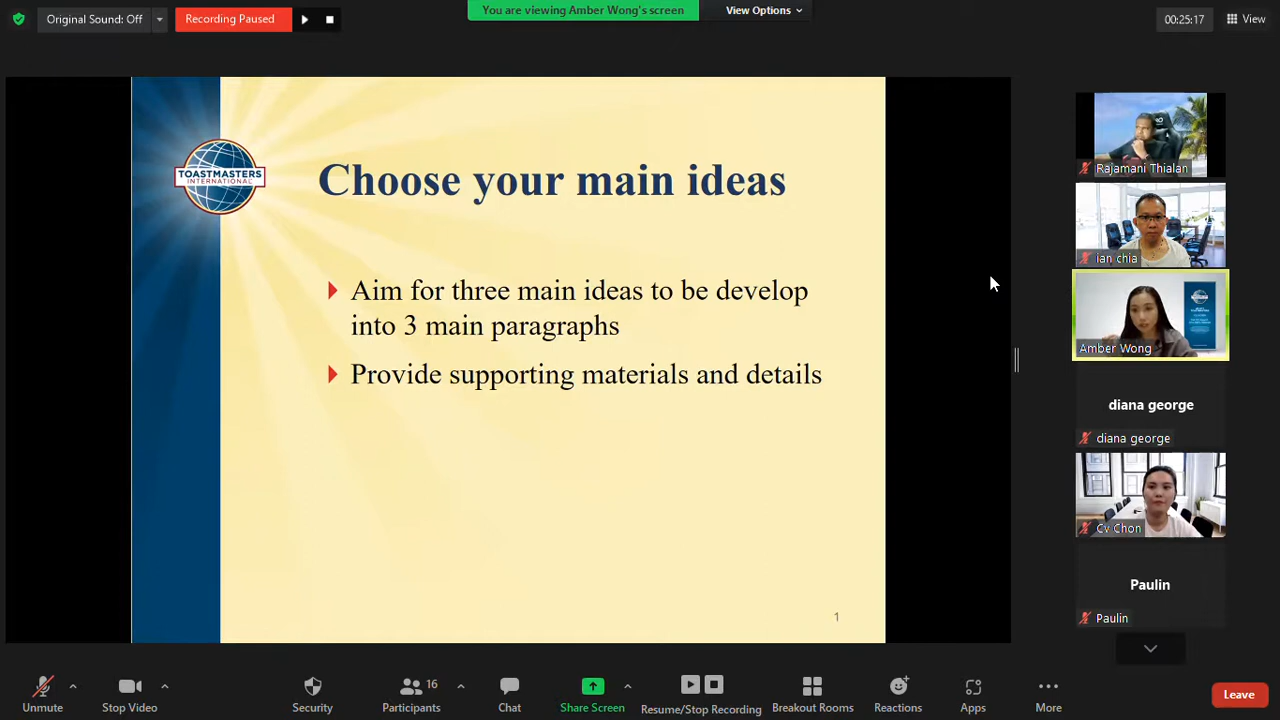 Original Sound: Off
Recording Paused
You are viewing Amber Wong's screen
View Options
00:25:17
View
TOASTMASTERS
INTERNATIONAL
Choose your main ideas
Aim for three main ideas to be develop
into 3 main paragraphs
Provide supporting materials and details
1
Rajamani Thialan
ian chia
Amber Wong
diana george
diana george
Cv Chon
Paulin
Paulin
Unmute
Stop Video
Security
16
Participants
Chat
Share Screen
Resume/Stop Recording
Breakout Rooms
Reactions
Apps
More
Leave